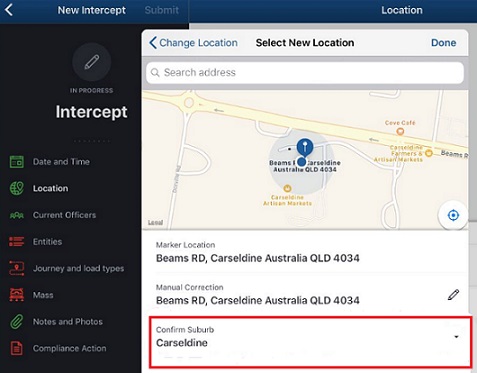 New Intercept
Submit
Location
IN PROGRESS
Intercept
Date and Time
Location
Current Officers
Entities
Journey and load types
Mass
Notes and Photos
Compliance Action
Change Location
Select New Location
Done
Search address
Cove Café
Carseldine
Farmers &
Artisan Markets
Beams R
Beams R
Carseldine
Australia QLD 4034
Carseldine
Artisan Markets
Legal
Marker Location
Beams RD, Carseldine Australia QLD 4034
Manual Correction
Beams RD, Carseldine Australia QLD 4034
Confirm Suburb
Carseldine